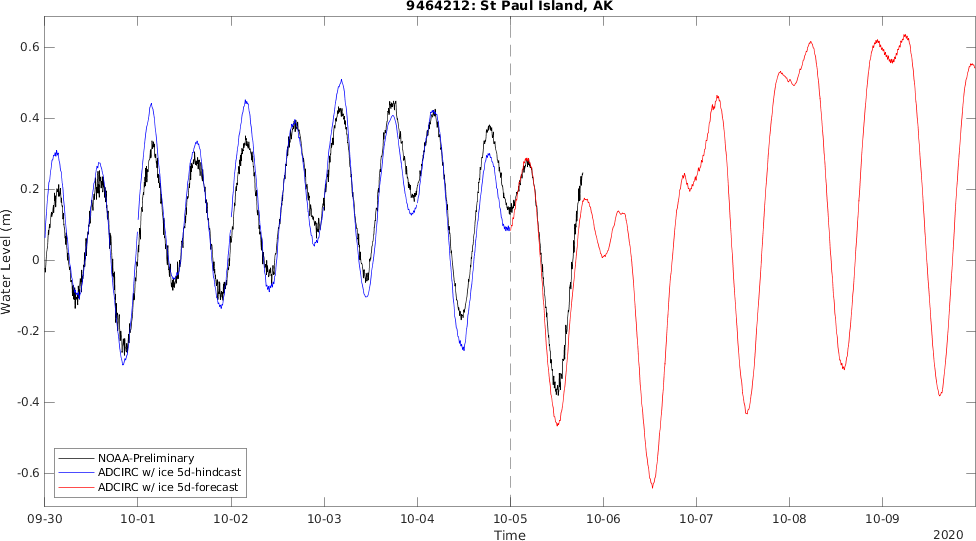 9464212: St Paul Island, AK
0.6
0.4
0.2
0
-0.2
-0.4
-0.6
Water Level (m)
NOAA-Preliminary
ADCIRC w/ ice 5d-hindcast
ADCIRC w/ ice 5d-forecast
09-30 10-01 10-02 10-03 10-04 10-05 10-06 10-07 10-08 10-09
Time
2020